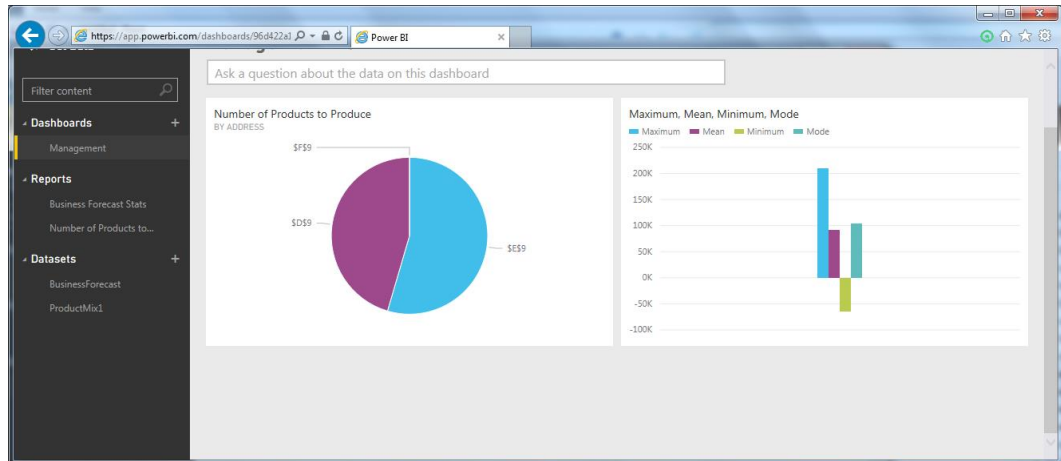 https://app.powerbi.com/dashboards/96d422a1
Power BI
Ask a question about the data on this dashboard
Filter content
Dashboards
Management
Reports
Business Forecast Stats
Number of Products to...
Datasets
BusinessForecast
ProductMix1
Number of Products to Produce
BY ADDRESS
$F$9
$D$9
$E$9
Maximum, Mean, Minimum, Mode
Maximum Mean Minimum Mode
250K
200K
150K
100K
50K
0K
-50K
-100K